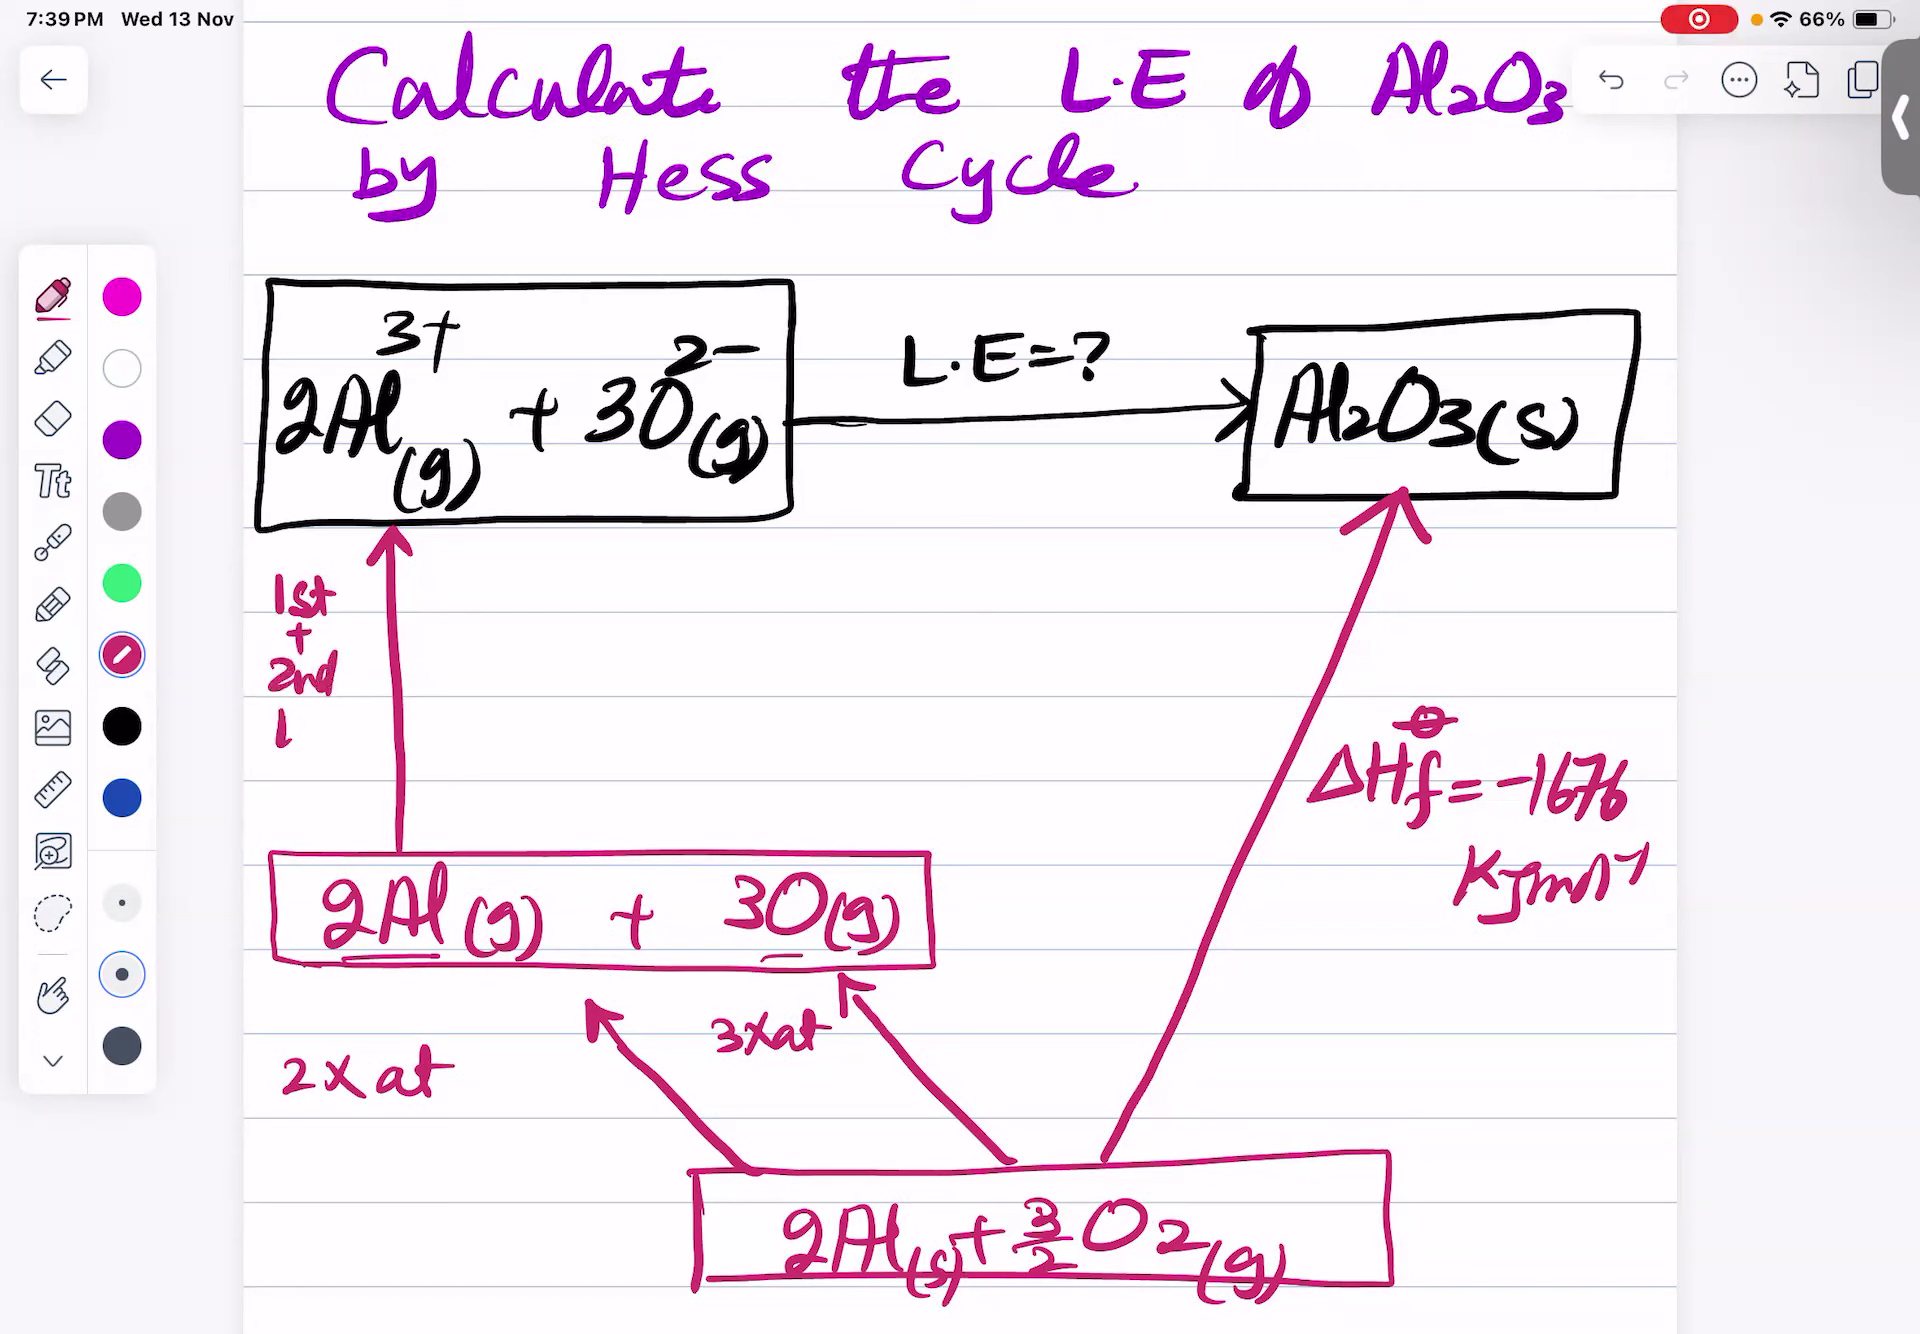 7:39 PM Wed 13 Nov
66%
Calculate the L.E of Al₂O₃
by Hess Cycle
2Al³⁺(g) + 3O²⁻(g)
L.E=?
Al₂O₃(s)
1st
+
2nd
ΔHf⦵ = -1676
KJmol⁻¹
2Al(g) + 3O(g)
3xat
2xat
2Al(s) + 3/2 O₂(g)
Tt